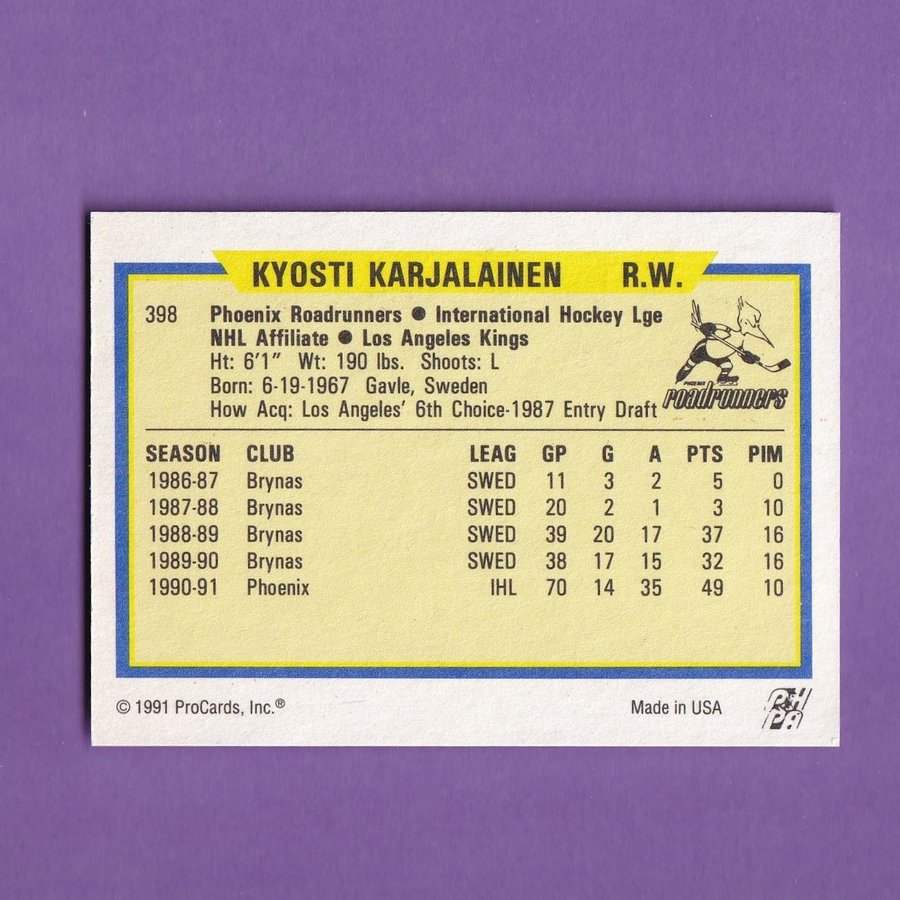 KYOSTI KARJALAINEN R.W.
398 Phoenix Roadrunners ● International Hockey Lge
NHL Affiliate ● Los Angeles Kings
Ht: 6'1" Wt: 190 lbs. Shoots: L
Born: 6-19-1967 Gavle, Sweden
How Acq: Los Angeles' 6th Choice-1987 Entry Draft
PHOENIX
roadrunners
SEASON CLUB LEAG GP G A PTS PIM
1986-87 Brynas SWED 11 3 2 5 0
1987-88 Brynas SWED 20 2 1 3 10
1988-89 Brynas SWED 39 20 17 37 16
1989-90 Brynas SWED 38 17 15 32 16
1990-91 Phoenix IHL 70 14 35 49 10
© 1991 ProCards, Inc.® Made in USA
PH
PA